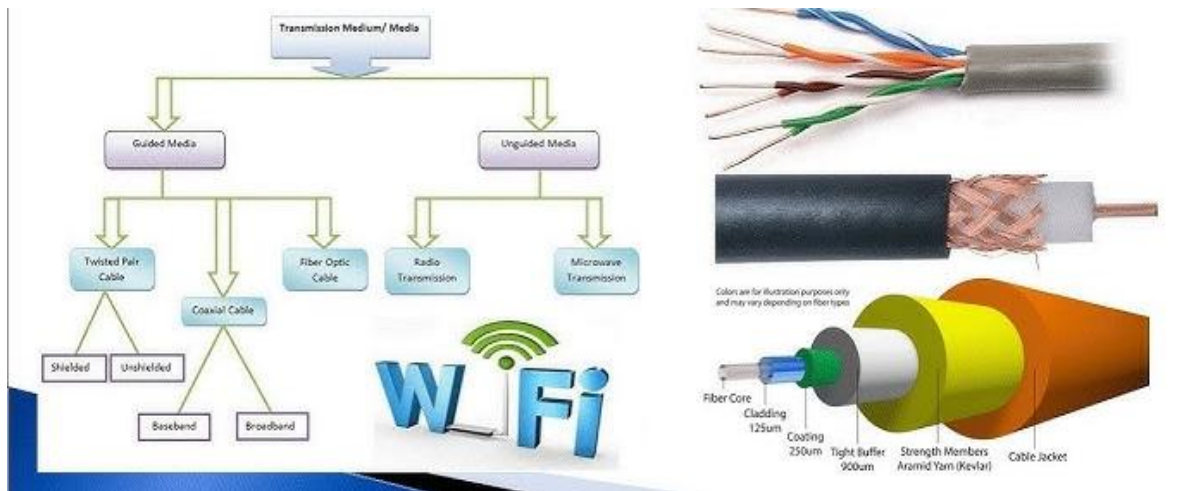 Transmission Medium/ Media
Guided Media
Unguided Media
Twisted Pair
Cable
Coaxial Cable
Fiber Optic
Cable
Radio
Transmission
Microwave
Transmission
Shielded
Unshielded
Baseband
Broadband
WiFi
Colors are for illustration purposes only
and may vary depending on fiber types
Fiber Core
Cladding
125um
Coating
250um
Tight Buffer
900um
Strength Members
Aramid Yarn (Kevlar)
Cable Jacket